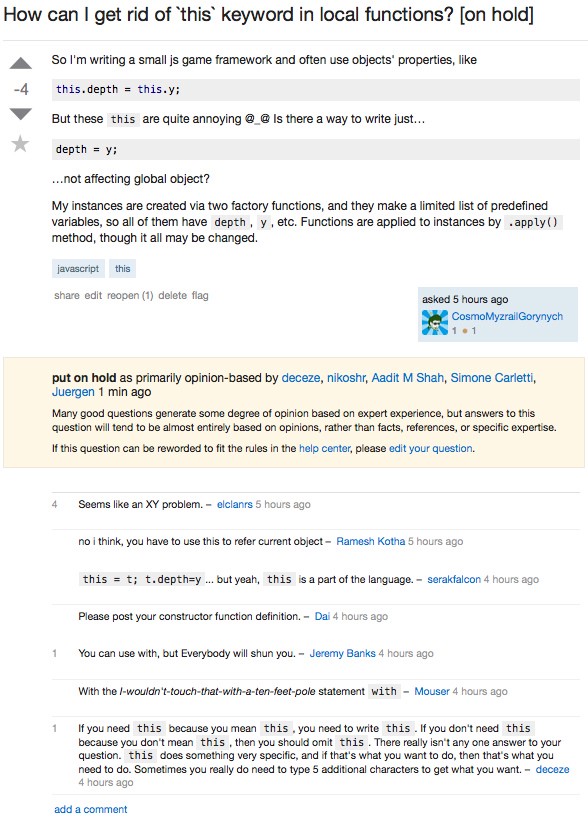 How can I get rid of `this` keyword in local functions? [on hold]
So I'm writing a small js game framework and often use objects' properties, like
-4
this.depth = this.y;
But these this are quite annoying @_@ Is there a way to write just…
depth = y;
…not affecting global object?
My instances are created via two factory functions, and they make a limited list of predefined
variables, so all of them have depth , y , etc. Functions are applied to instances by .apply()
method, though it all may be changed.
javascript this
share edit reopen (1) delete flag
asked 5 hours ago
CosmoMyzrailGorynych
1 1
put on hold as primarily opinion-based by deceze, nikoshr, Aadit M Shah, Simone Carletti,
Juergen 1 min ago
Many good questions generate some degree of opinion based on expert experience, but answers to this
question will tend to be almost entirely based on opinions, rather than facts, references, or specific expertise.
If this question can be reworded to fit the rules in the help center, please edit your question.
4 Seems like an XY problem. – elclanrs 5 hours ago
no i think, you have to use this to refer current object – Ramesh Kotha 5 hours ago
this = t; t.depth=y ... but yeah, this is a part of the language. – serakfalcon 4 hours ago
Please post your constructor function definition. – Dai 4 hours ago
1 You can use with, but Everybody will shun you. – Jeremy Banks 4 hours ago
With the I-wouldn't-touch-that-with-a-ten-feet-pole statement with – Mouser 4 hours ago
1 If you need this because you mean this , you need to write this . If you don't need this
because you don't mean this , then you should omit this . There really isn't any one answer to your
question. this does something very specific, and if that's what you want to do, then that's what you
need to do. Sometimes you really do need to type 5 additional characters to get what you want. – deceze
4 hours ago
add a comment